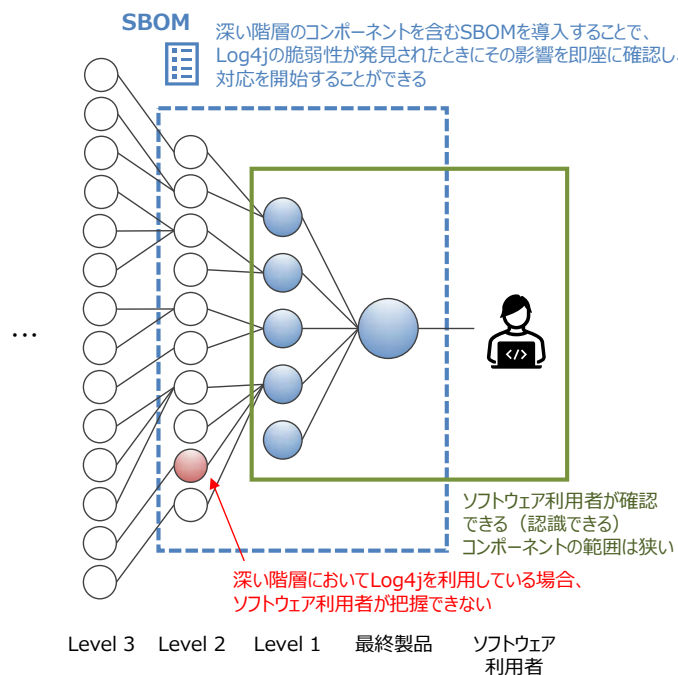 SBOM
深い階層のコンポーネントを含むSBOMを導入することで、
Log4jの脆弱性が発見されたときにその影響を即座に確認し、
対応を開始することができる
…
</>
ソフトウェア利用者が確認
できる（認識できる）
コンポーネントの範囲は狭い
深い階層においてLog4jを利用している場合、
ソフトウェア利用者が把握できない
Level 3
Level 2
Level 1
最終製品
ソフトウェア
利用者